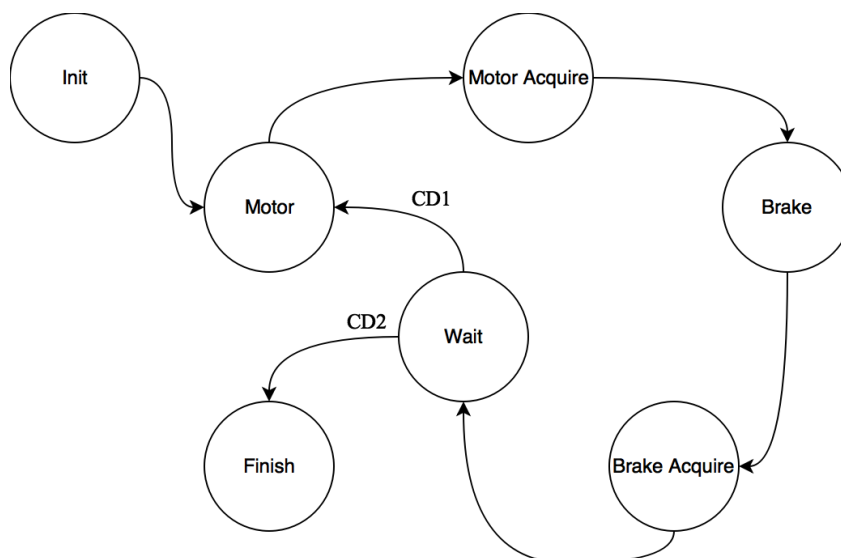 Init
Motor Acquire
Motor
CD1
Brake
CD2
Wait
Finish
Brake Acquire